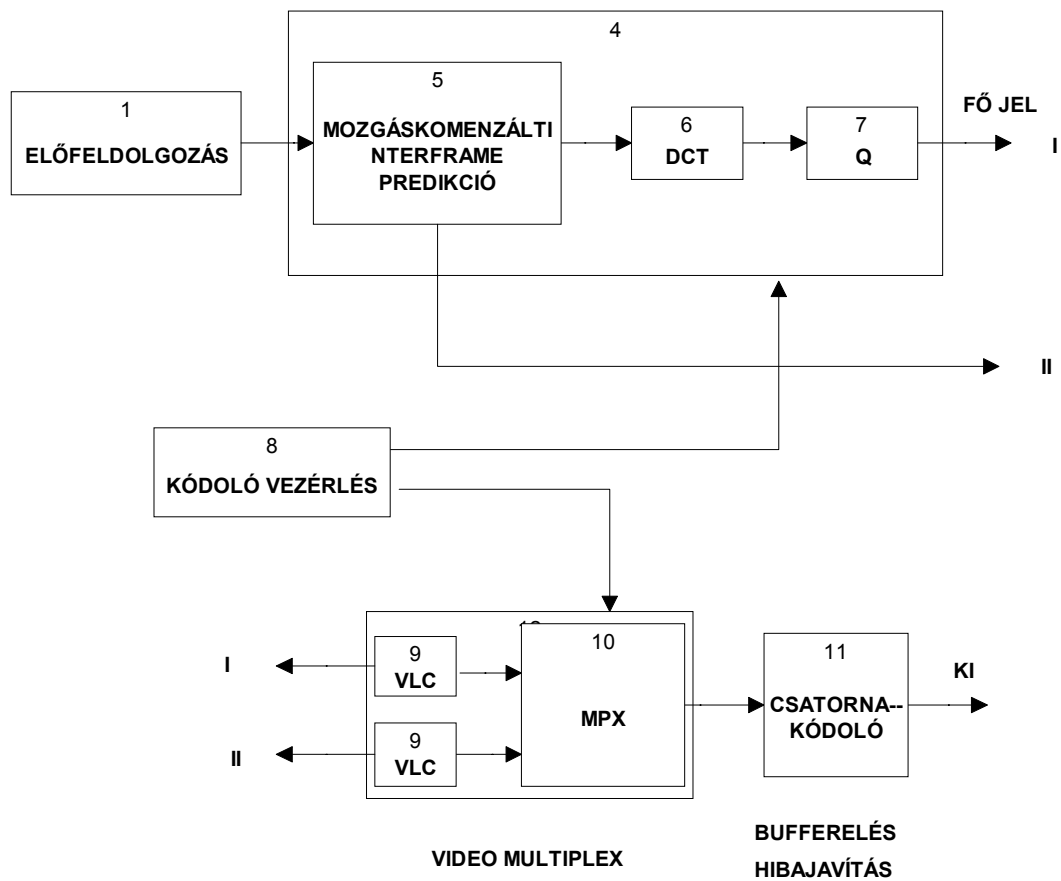 4
5
MOZGÁSKOMENZÁLTI
NTERFRAME
PREDIKCIÓ
1
ELŐFELDOLGOZÁS
6
DCT
7
Q
FŐ JEL
I
II
8
KÓDOLÓ VEZÉRLÉS
I
9
VLC
10
MPX
11
CSATORNA--
KÓDOLÓ
KI
II
9
VLC
VIDEO MULTIPLEX
BUFFERELÉS
HIBAJAVÍTÁS